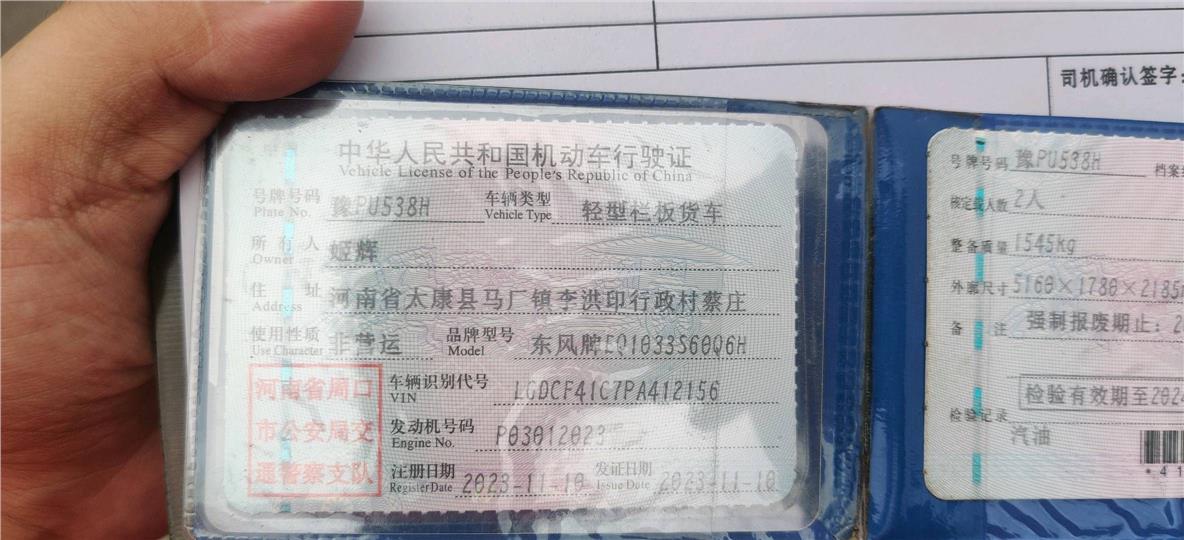 司机确认签字:
中华人民共和国机动车行驶证
Vehicle License of the People's Republic of China
号牌号码 豫PU538H 车辆类型 轻型栏板货车
Plate No. Vehicle Type
所有人 姬辉
Owner
住址 河南省太康县马厂镇李洪印行政村蔡庄
Address
使用性质 非营运 品牌型号 东风牌EQ1033S60Q6H
Use Character Model
河南省周口
市公安局交
通警察支队
车辆识别代号 LGDCF41C7PA412156
VIN
发动机号码 P03012023
Engine No.
注册日期 2023-11-10 发证日期 2023-11-10
Register Date Issue Date
号牌号码 豫PU538H 档案
核定载人数 2人
整备质量 1545kg
外廓尺寸 5160×1780×2185
备注 强制报废期止: 2
检验有效期至2024
检验记录
汽油
*41